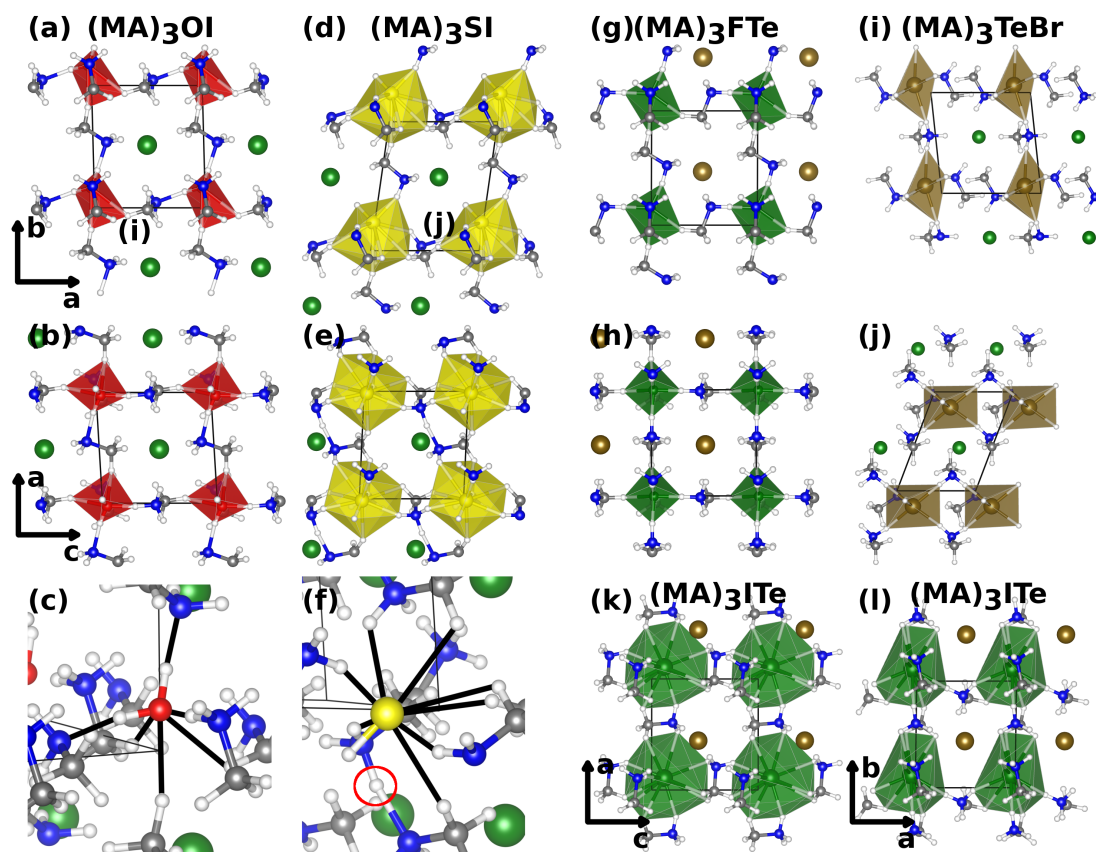 (a) (MA)3OI
(d) (MA)3SI
(g) (MA)3FTe
(i) (MA)3TeBr
b
(i)
a
(j)
(b)
(e)
(h)
(j)
a
c
(c)
(f)
(k) (MA)3ITe
(l) (MA)3ITe
a
c
b
a